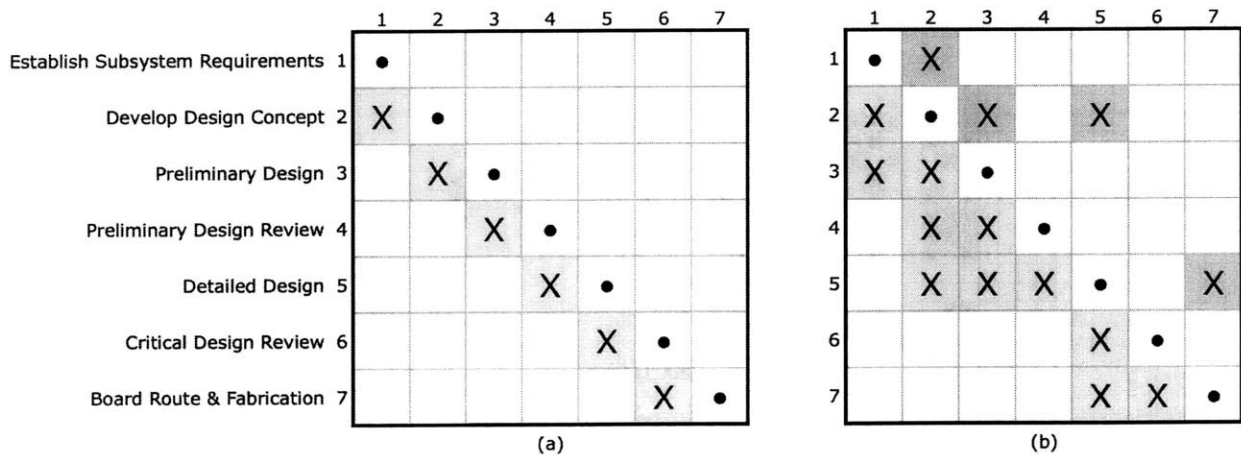 1 2 3 4 5 6 7 1 2 3 4 5 6 7
Establish Subsystem Requirements 1 1 X
Develop Design Concept 2 X 2 X X X
Preliminary Design 3 X 3 X X
Preliminary Design Review 4 X 4 X X
Detailed Design 5 X 5 X X X X
Critical Design Review 6 X 6 X
Board Route & Fabrication 7 X 7 X X
(a) (b)